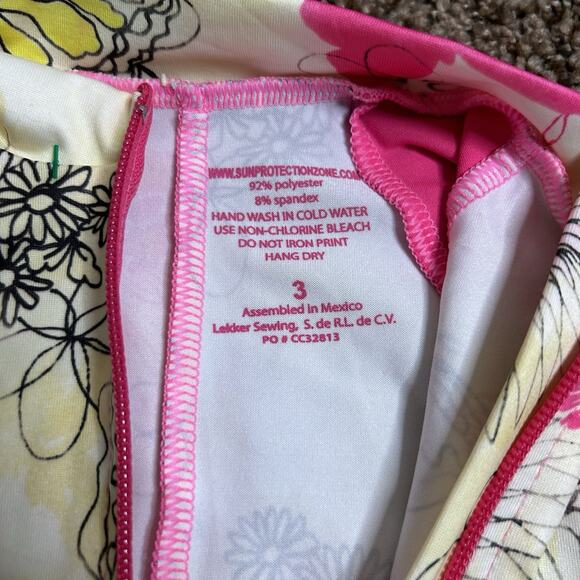 WWW.SUNPROTECTIONZONE.COM
92% polyester
8% spandex
HAND WASH IN COLD WATER
USE NON-CHLORINE BLEACH
DO NOT IRON PRINT
HANG DRY
3
Assembled in Mexico
Lekker Sewing, S. de R.L. de C.V.
PO # CC32813